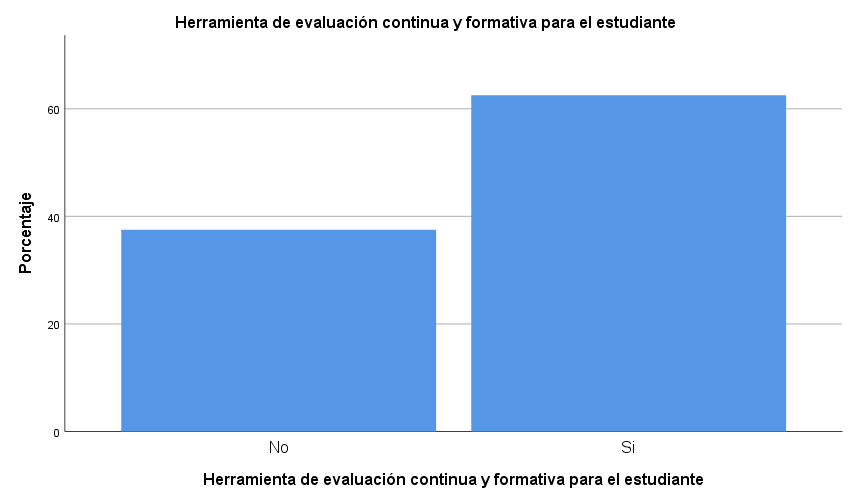 Herramienta de evaluación continua y formativa para el estudiante
Porcentaje
60
40
20
0
No
Si
Herramienta de evaluación continua y formativa para el estudiante